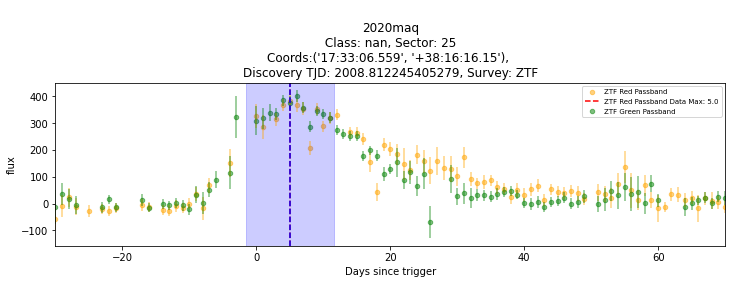 2020maq
Class: nan, Sector: 25
Coords:('17:33:06.559', '+38:16:16.15'),
Discovery TJD: 2008.812245405279, Survey: ZTF
ZTF Red Passband
ZTF Red Passband Data Max: 5.0
ZTF Green Passband
400
300
200
100
0
−100
flux
−20
0
20
40
60
Days since trigger